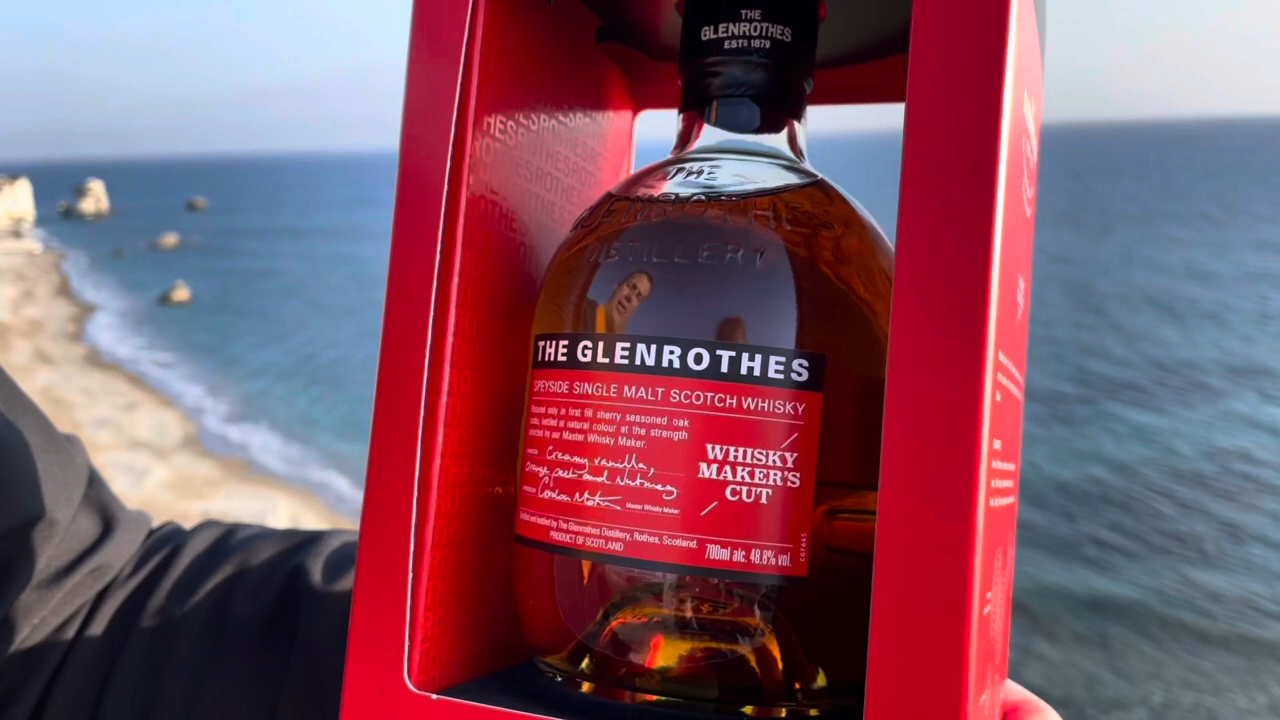 THE
GLENROTHES
ESTD 1879
THE
GLENROTHES
DISTILLERY
THE GLENROTHES
SPEYSIDE SINGLE MALT SCOTCH WHISKY
Matured only in first fill sherry seasoned oak
casks, bottled at natural colour at the strength
selected by our Master Whisky Maker.
Creamy vanilla,
Orange peel and Nutmeg
Gordon Motion
Master Whisky Maker
WHISKY
MAKER'S
CUT
and bottled by The Glenrothes Distillery, Rothes, Scotland.
PRODUCT OF SCOTLAND
700ml alc. 48.8% vol.